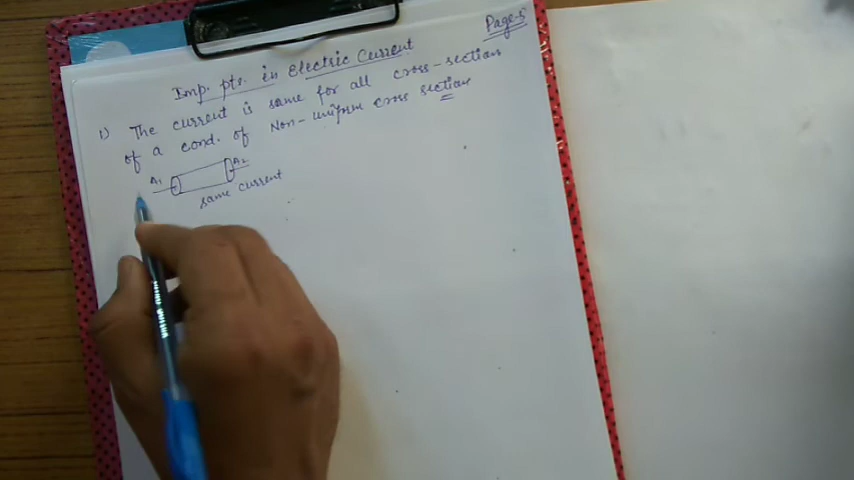 Page-5
Imp. pts. in Electric Current
1) The current is same for all cross-section
of a cond. of Non-uniform cross section
A1 A2
same current